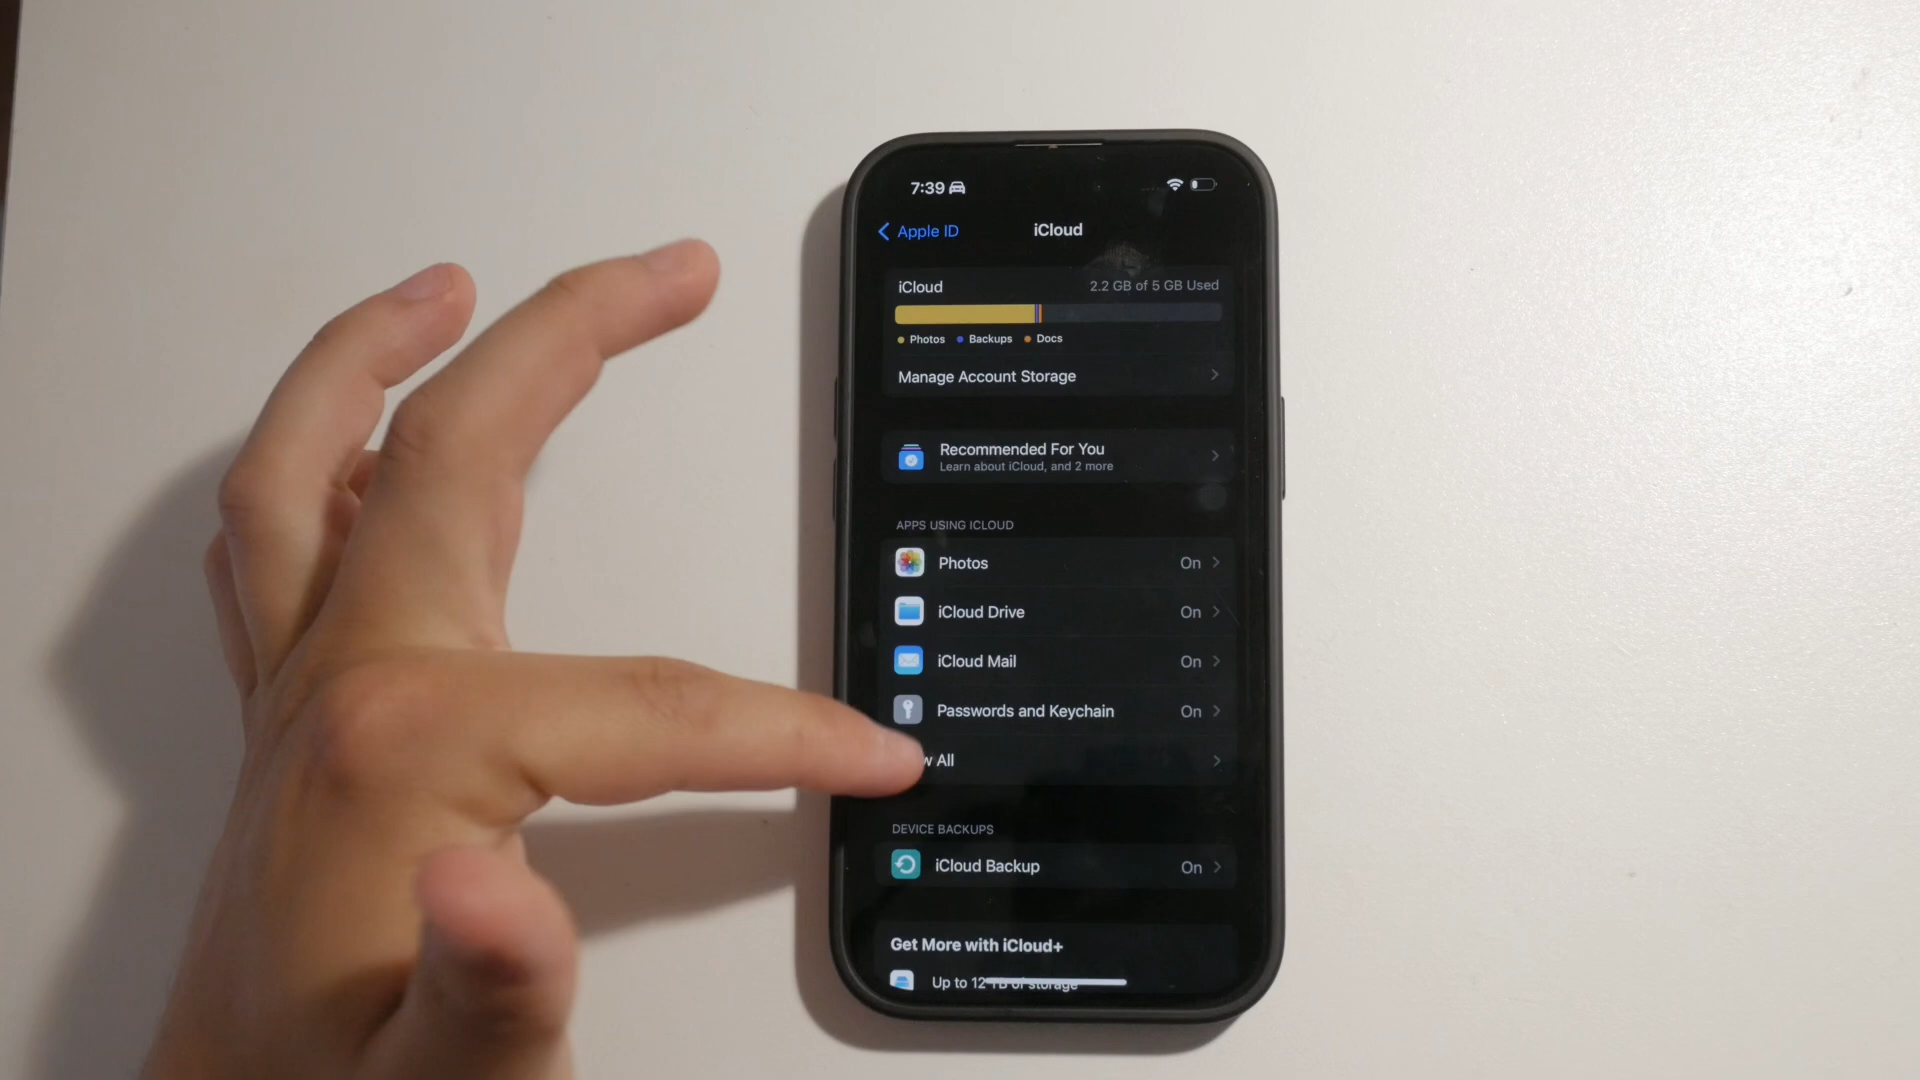 7:39
Apple ID
iCloud
iCloud
2.2 GB of 5 GB Used
Photos Backups Docs
Manage Account Storage
Recommended For You
Learn about iCloud, and 2 more
APPS USING ICLOUD
Photos On
iCloud Drive On
iCloud Mail On
Passwords and Keychain On
w All
DEVICE BACKUPS
iCloud Backup On
Get More with iCloud+
Up to 12 TB of storage